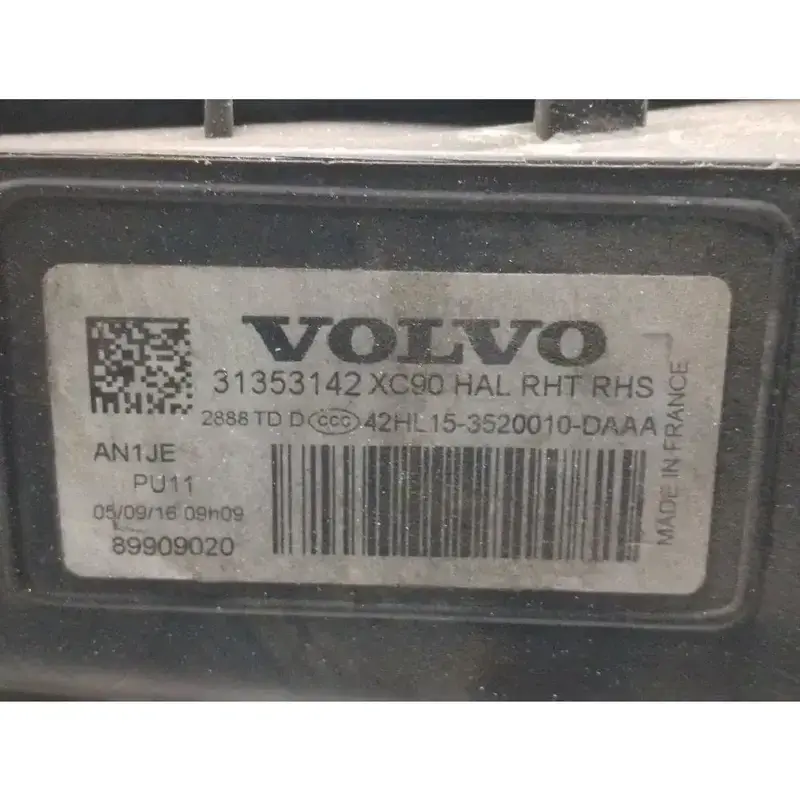 VOLVO
31353142 XC90 HAL RHT RHS
2888 TD D CCC 42HL15-3520010-DAAA
AN1JE
PU11
05/09/16 09h09
89909020
MADE IN FRANCE